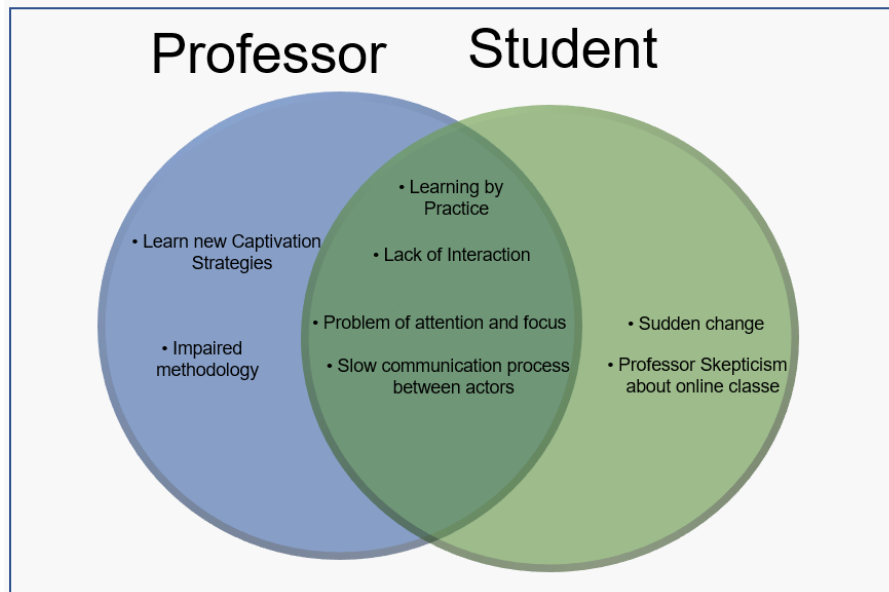 Professor
Student
• Learn new Captivation
Strategies
• Impaired
methodology
• Learning by
Practice
• Lack of Interaction
• Problem of attention and focus
• Slow communication process
between actors
• Sudden change
• Professor Skepticism
about online classe